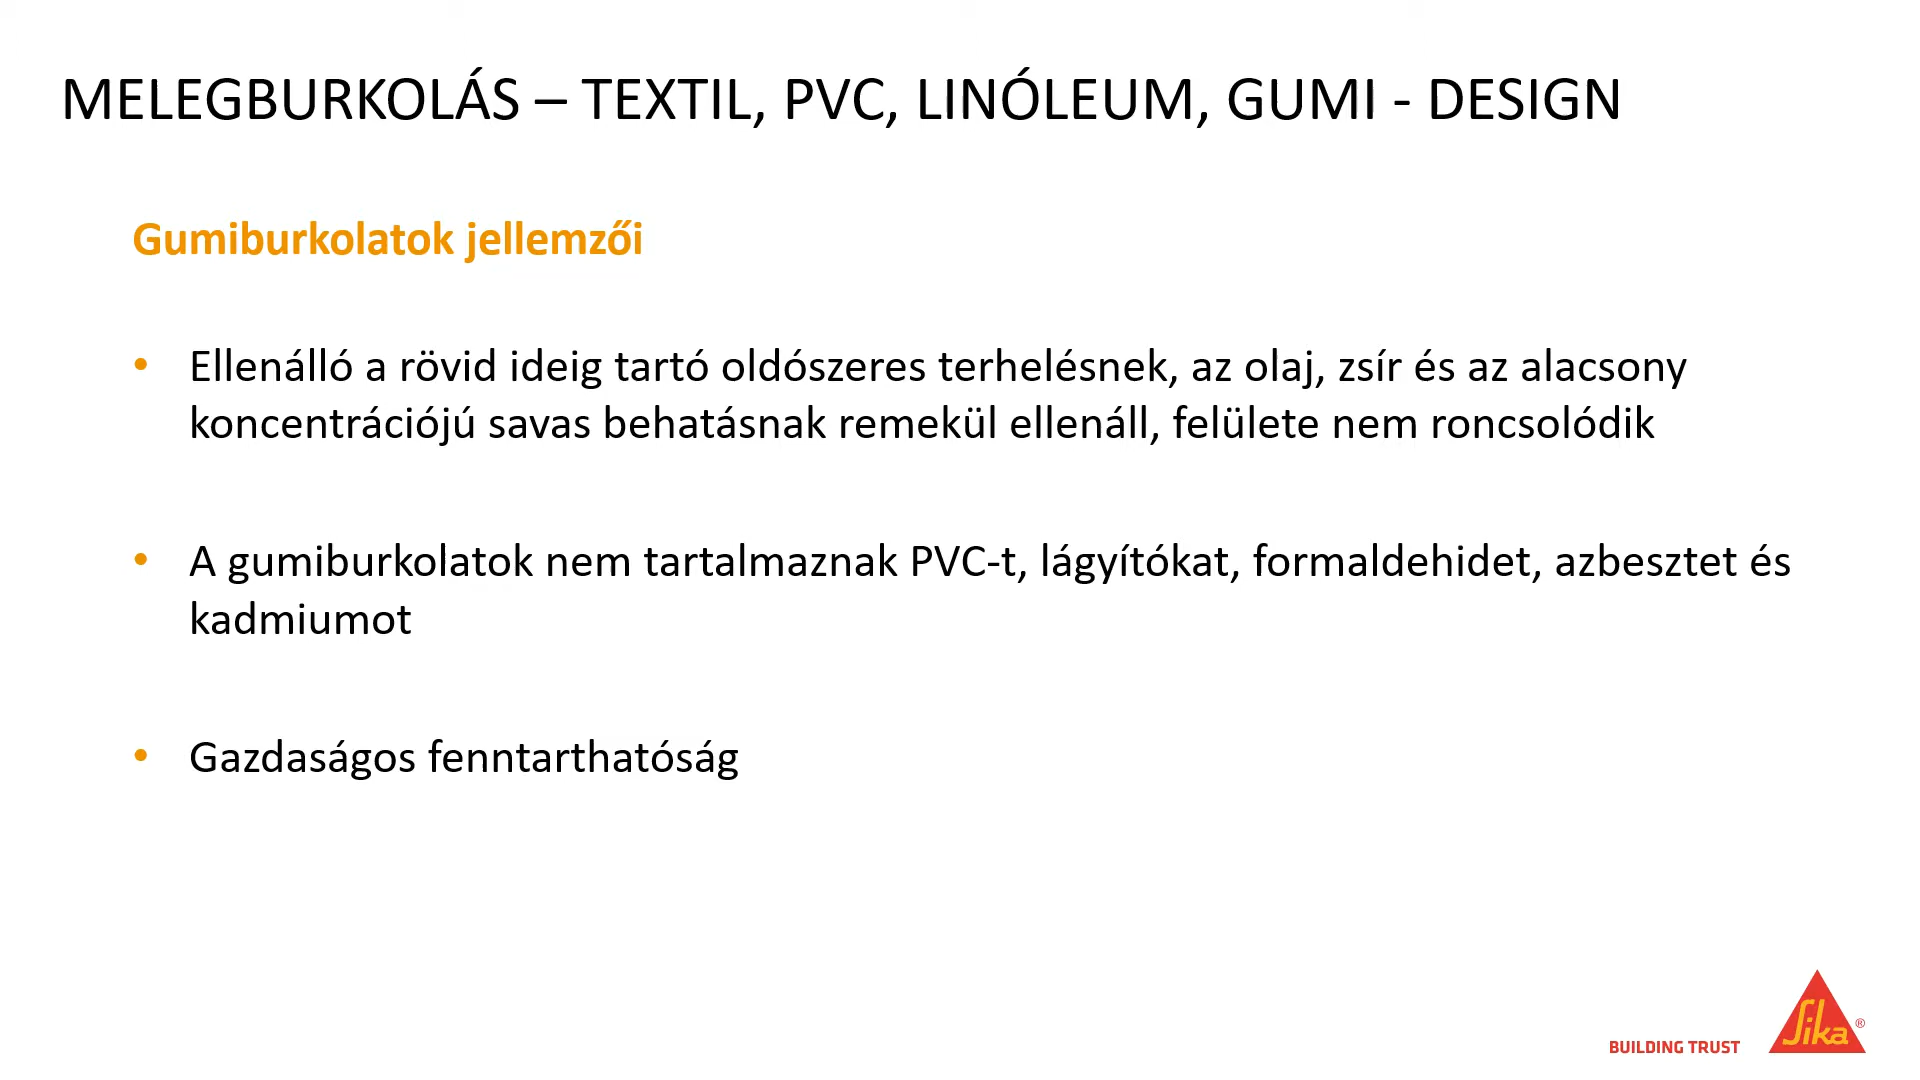 MELEGBURKOLÁS – TEXTIL, PVC, LINÓLEUM, GUMI - DESIGN
Gumiburkolatok jellemzői
• Ellenálló a rövid ideig tartó oldószeres terhelésnek, az olaj, zsír és az alacsony
koncentrációjú savas behatásnak remekül ellenáll, felülete nem roncsolódik
• A gumiburkolatok nem tartalmaznak PVC-t, lágyítókat, formaldehidet, azbesztet és
kadmiumot
• Gazdaságos fenntarthatóság
BUILDING TRUST
Sika®